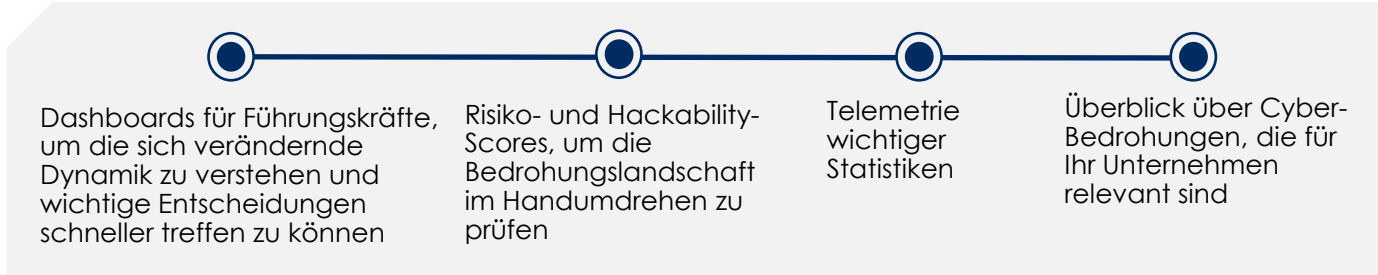 Dashboards für Führungskräfte,
um die sich verändernde
Dynamik zu verstehen und
wichtige Entscheidungen
schneller treffen zu können
Risiko- und Hackability-
Scores, um die
Bedrohungslandschaft
im Handumdrehen zu
prüfen
Telemetrie
wichtiger
Statistiken
Überblick über Cyber-
Bedrohungen, die für
Ihr Unternehmen
relevant sind